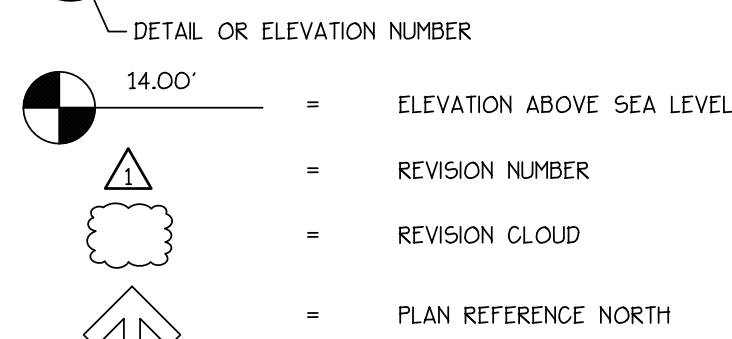 DETAIL OR ELEVATION NUMBER
14.00'
= ELEVATION ABOVE SEA LEVEL
1 = REVISION NUMBER
= REVISION CLOUD
= PLAN REFERENCE NORTH